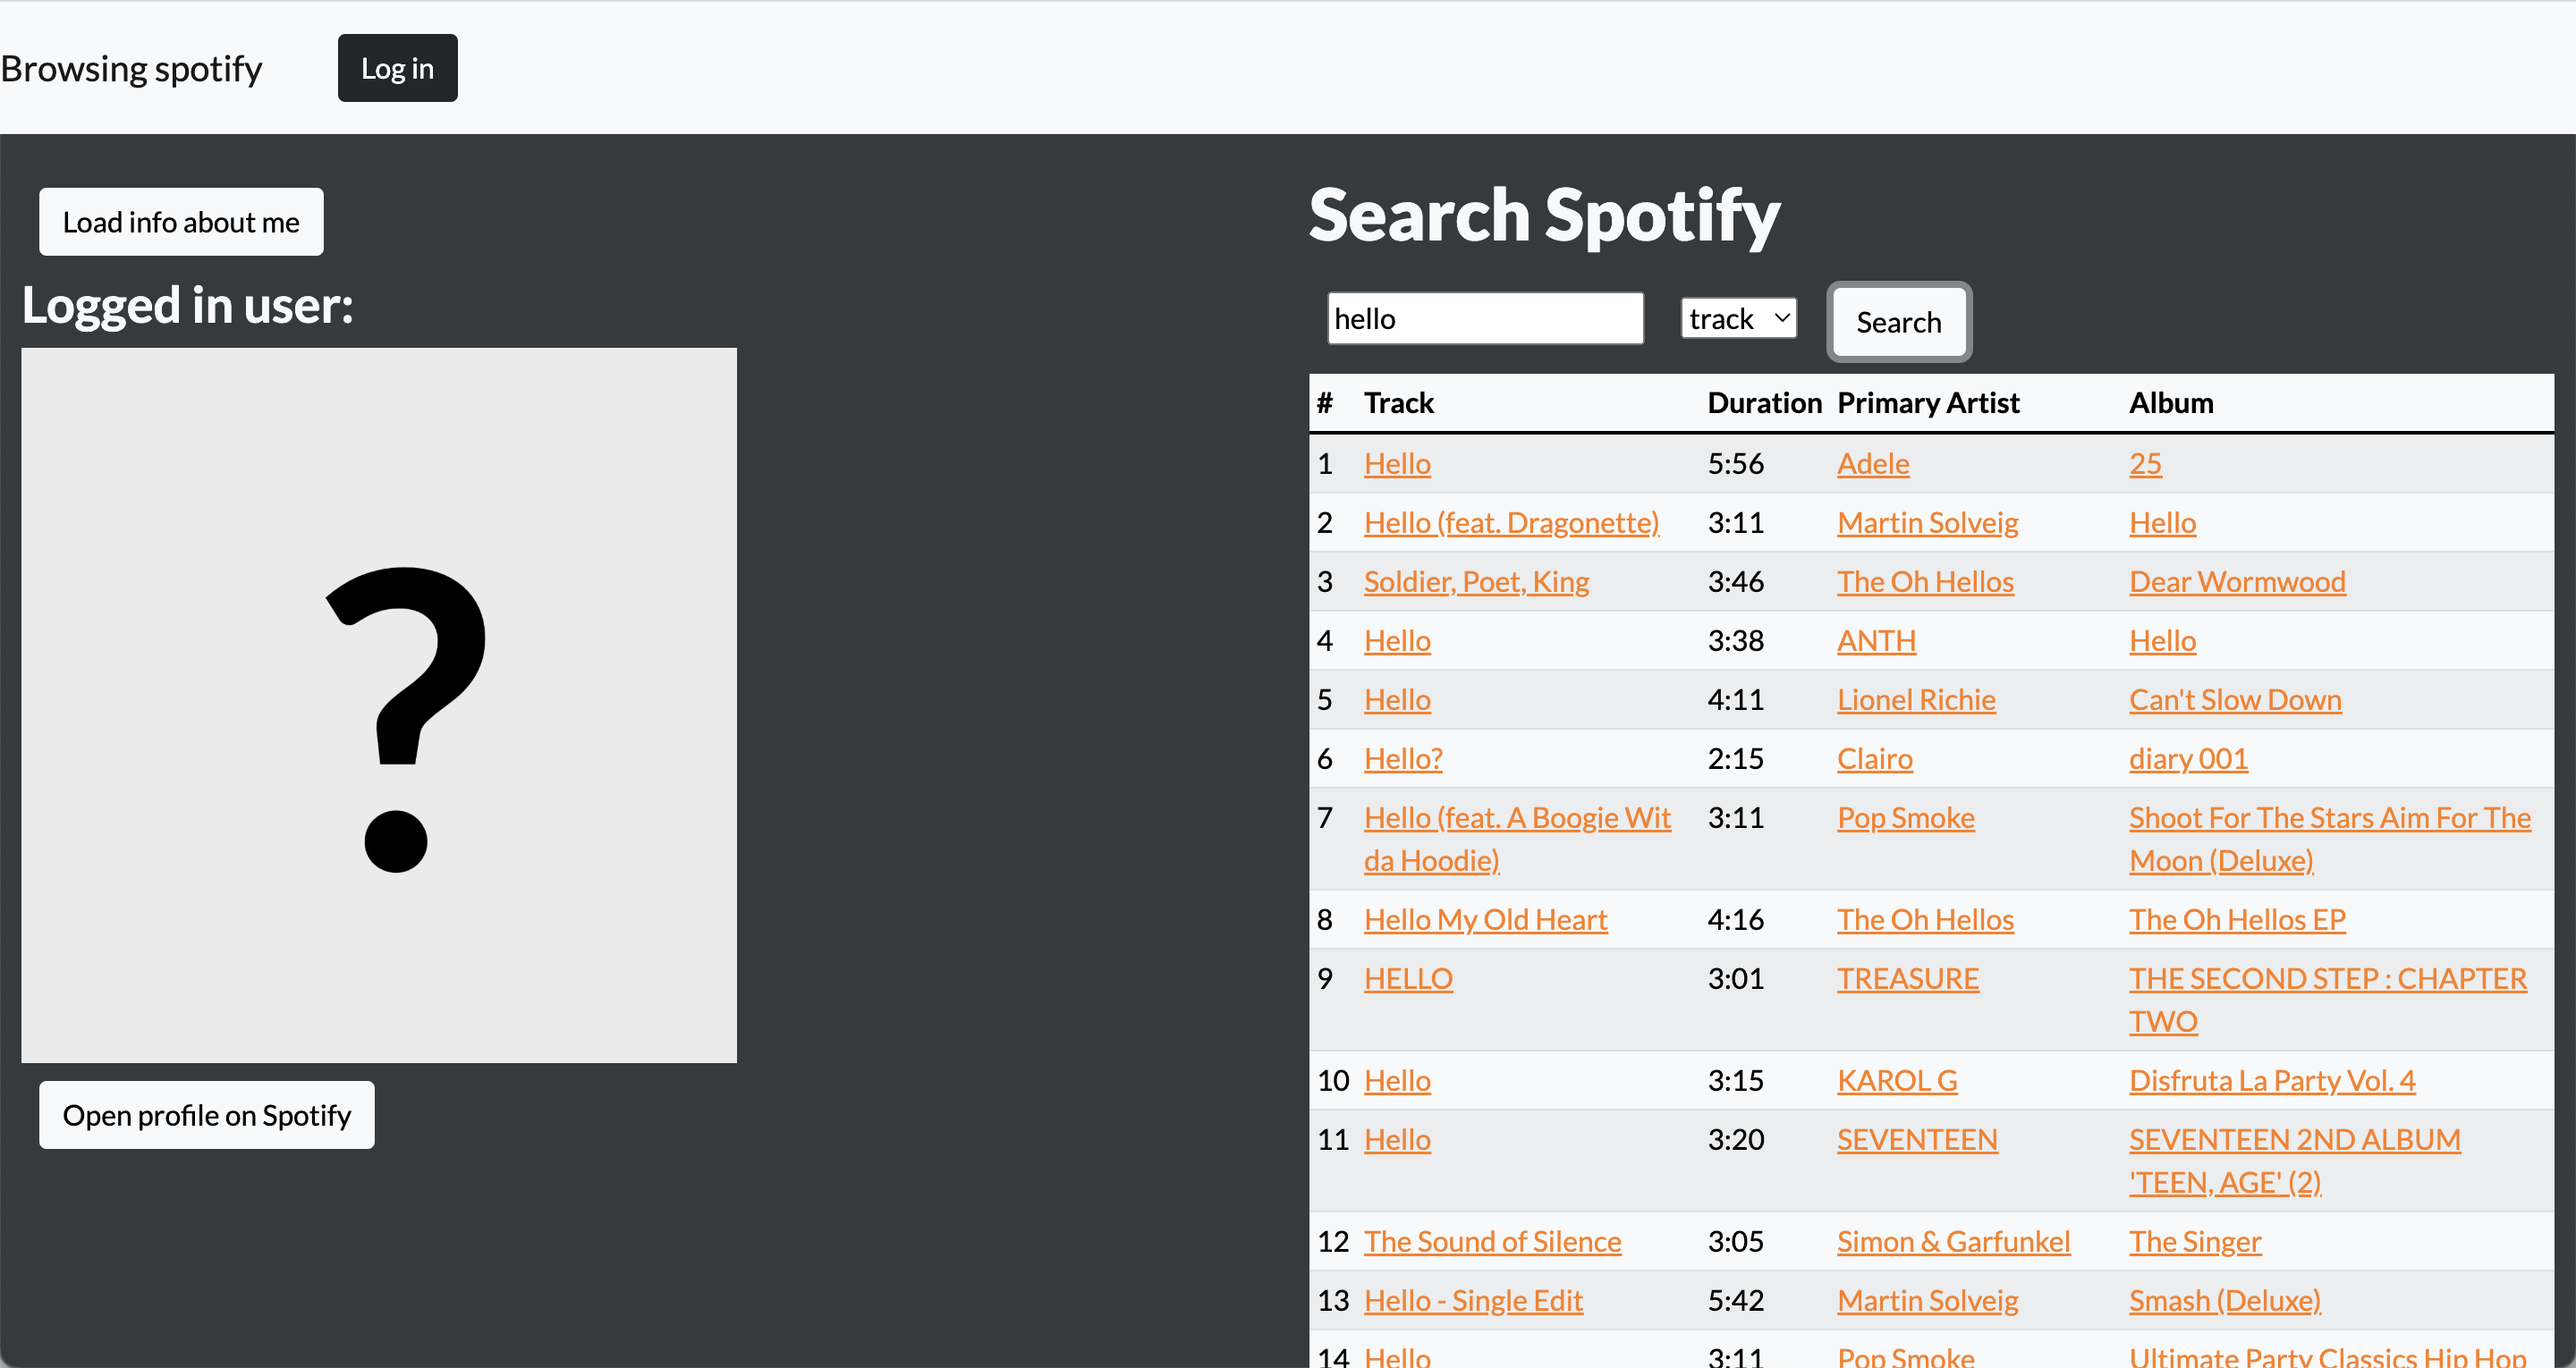 Browsing spotify Log in
Load info about me
Logged in user:
?
Open profile on Spotify
Search Spotify
hello track Search
# Track Duration Primary Artist Album
1 Hello 5:56 Adele 25
2 Hello (feat. Dragonette) 3:11 Martin Solveig Hello
3 Soldier, Poet, King 3:46 The Oh Hellos Dear Wormwood
4 Hello 3:38 ANTH Hello
5 Hello 4:11 Lionel Richie Can't Slow Down
6 Hello? 2:15 Clairo diary 001
7 Hello (feat. A Boogie Wit 3:11 Pop Smoke Shoot For The Stars Aim For The
da Hoodie) Moon (Deluxe)
8 Hello My Old Heart 4:16 The Oh Hellos The Oh Hellos EP
9 HELLO 3:01 TREASURE THE SECOND STEP : CHAPTER
TWO
10 Hello 3:15 KAROL G Disfruta La Party Vol. 4
11 Hello 3:20 SEVENTEEN SEVENTEEN 2ND ALBUM
'TEEN, AGE' (2)
12 The Sound of Silence 3:05 Simon & Garfunkel The Singer
13 Hello - Single Edit 5:42 Martin Solveig Smash (Deluxe)
14 Hello 3:11 Pop Smoke Ultimate Party Classics Hip Hop